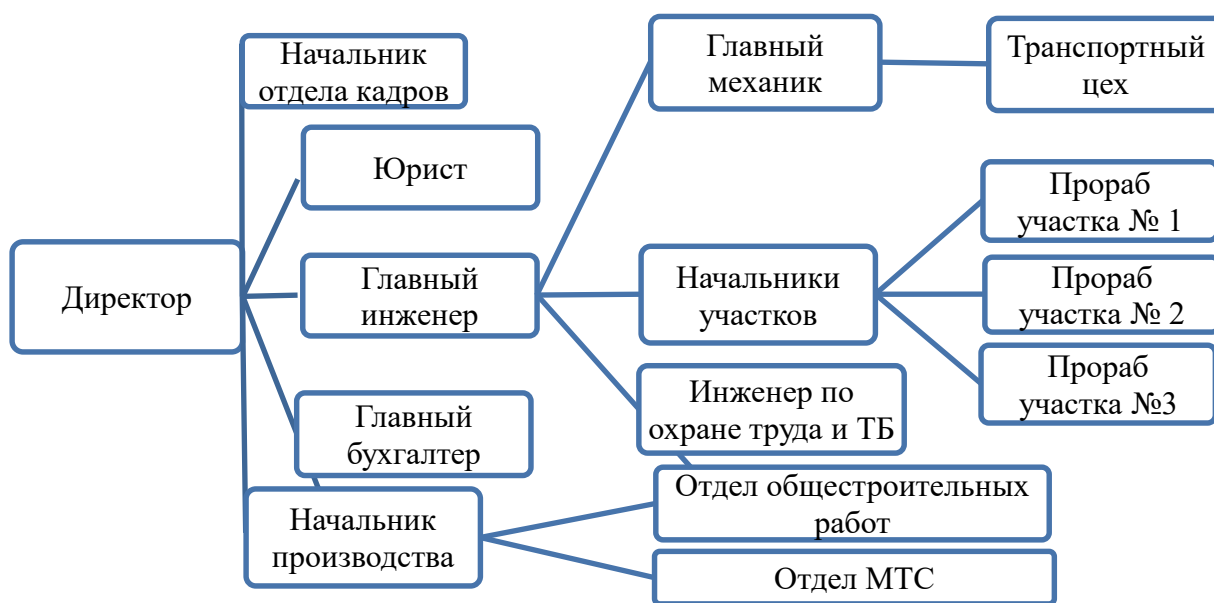 Начальник
отдела кадров
Юрист
Директор
Главный
инженер
Главный
бухгалтер
Начальник
производства
Главный
механик
Начальники
участков
Инженер по
охране труда и ТБ
Отдел общестроительных
работ
Отдел МТС
Транспортный
цех
Прораб
участка № 1
Прораб
участка № 2
Прораб
участка №3